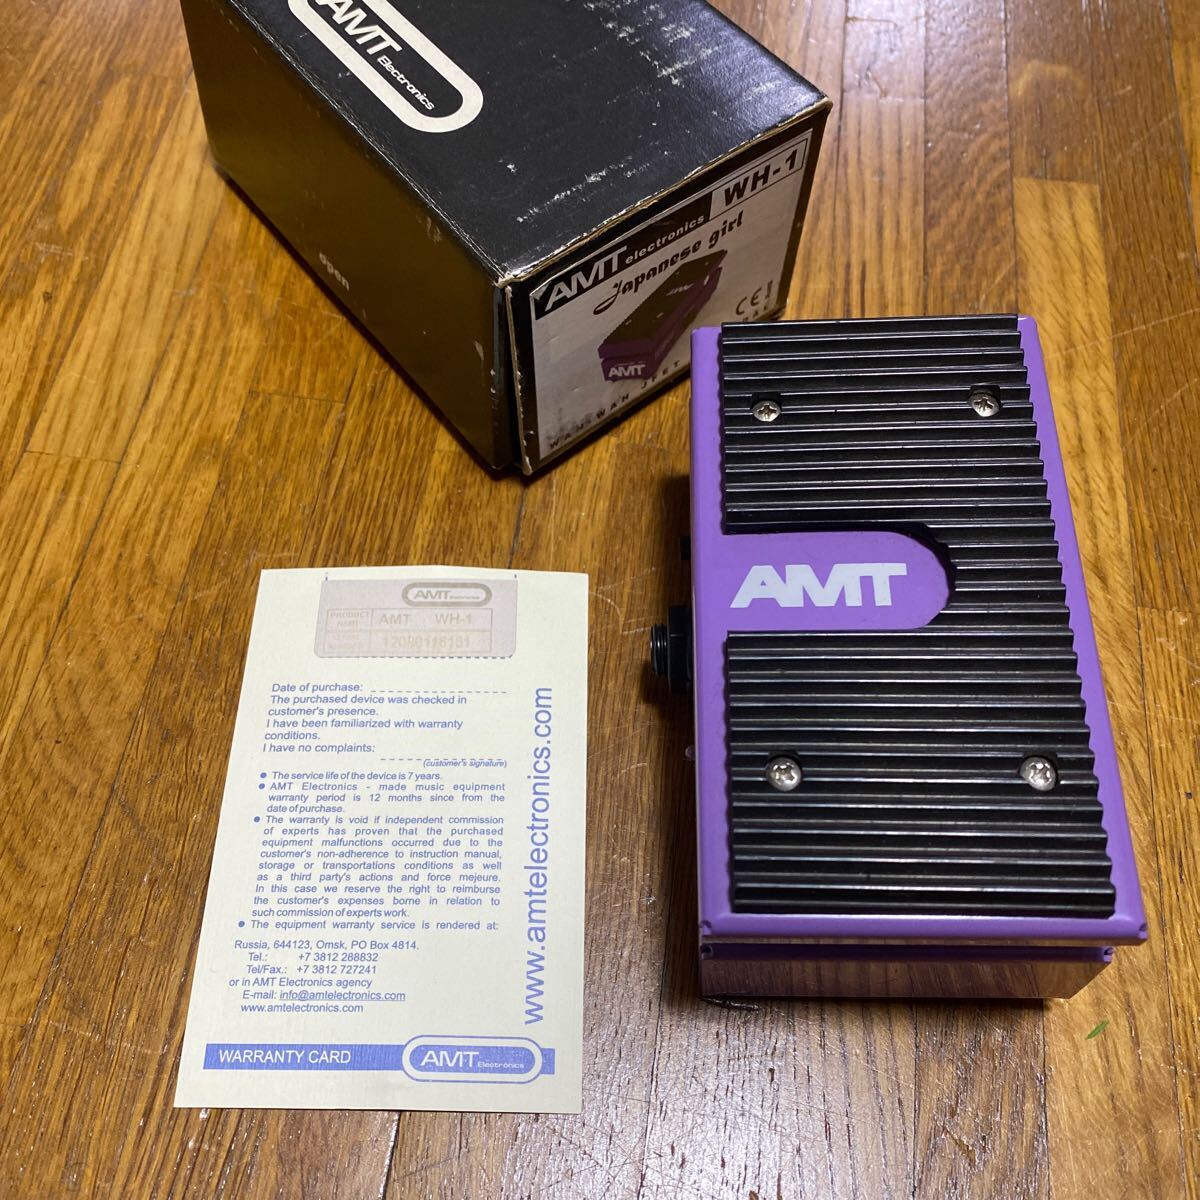 AMT Electronics
open
AMT electronics WH-1
Japanese girl
AMT
AMT
CE
WAH-WAH JFET
AMT
AMT Electronics
PRODUCT NAME AMT WH-1
Date of purchase:
The purchased device was checked in
customer's presence.
I have been familiarized with warranty
conditions.
I have no complaints:
(customer's signature)
● The service life of the device is 7 years.
● AMT Electronics - made music equipment
warranty period is 12 months since from the
date of purchase.
● The warranty is void if independent commission
of experts has proven that the purchased
equipment malfunctions occurred due to the
customer's non-adherence to instruction manual,
storage or transportations conditions as well
as a third party's actions and force mejeure.
In this case we reserve the right to reimburse
the customer's expenses borne in relation to
such commission of experts work.
● The equipment warranty service is rendered at:
Russia, 644123, Omsk, PO Box 4814.
Tel.: +7 3812 288832
Tel/Fax.: +7 3812 727241
or in AMT Electronics agency
E-mail: info@amtelectronics.com
www.amtelectronics.com
www.amtelectronics.com
WARRANTY CARD AMT Electronics